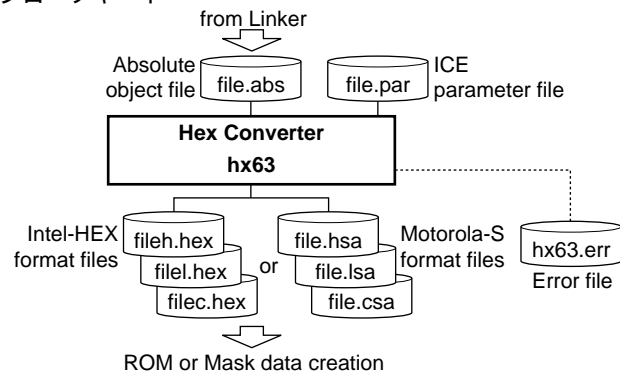 from Linker
Absolute
object file
file.abs
file.par
ICE
parameter file
Hex Converter
hx63
Intel-HEX
format files
fileh.hex
filel.hex
filec.hex
or
file.hsa
file.lsa
file.csa
Motorola-S
format files
hx63.err
Error file
ROM or Mask data creation